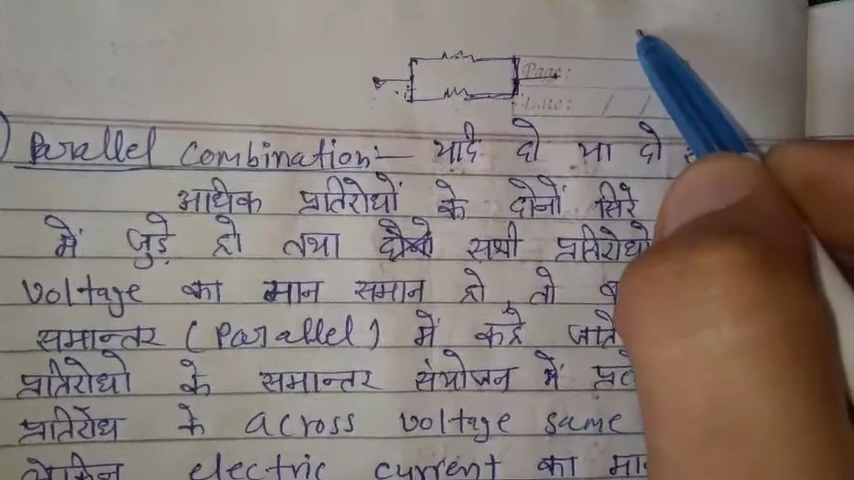 Page:
Date: / /
Parallel Combination:- यदि दो या दो
अधिक प्रतिरोधों के दोनों सिरे
में जुड़े हो तथा सभी प्रतिरोधो
voltage का मान समान हो, तो
समान्तर (Parallel) में कहे जाते
प्रतिरोधो के समान्तर संयोजन में
प्रतिरोध के across voltage same
लेकिन electric current का